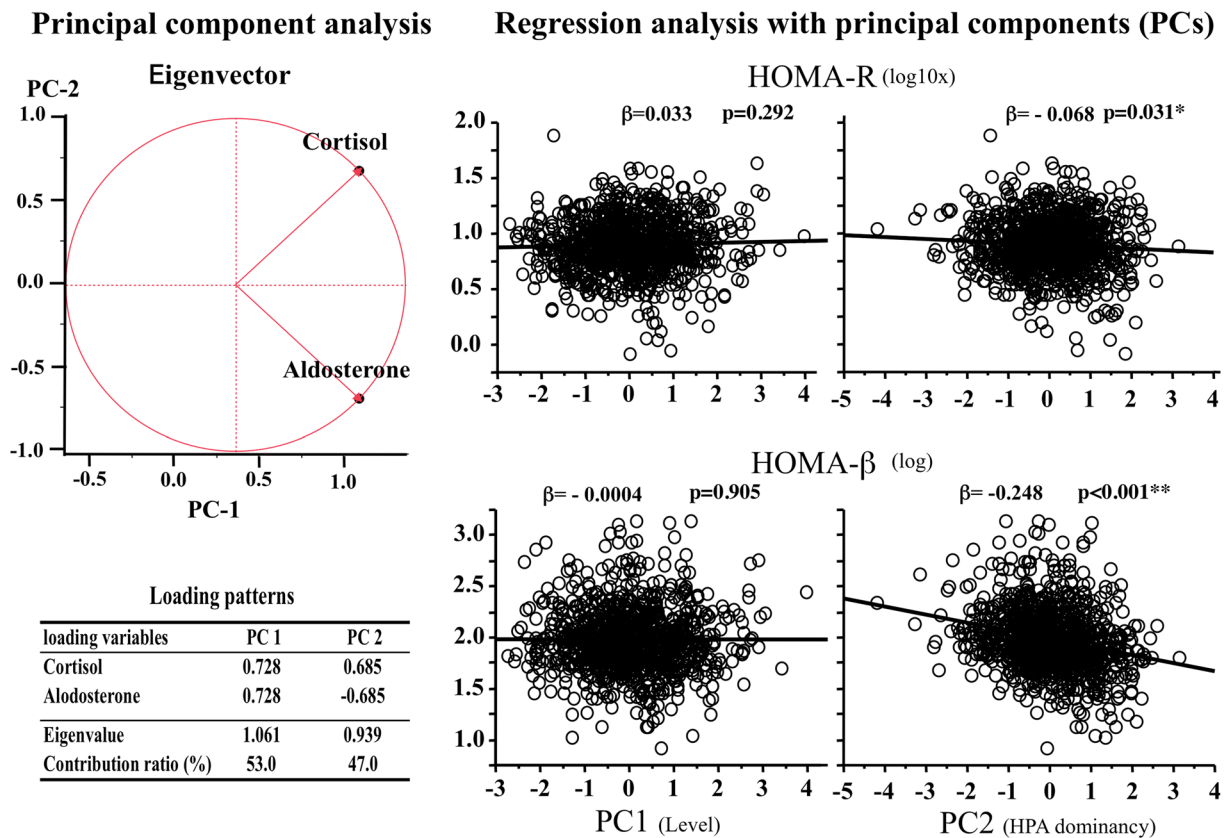 Principal component analysis
Eigenvector
PC-2
1.0
0.5
0.0
-0.5
-1.0
Cortisol
Aldosterone
-0.5 0.0 0.5 1.0
PC-1
Loading patterns
loading variables PC 1 PC 2
Cortisol 0.728 0.685
Alodosterone 0.728 -0.685
Eigenvalue 1.061 0.939
Contribution ratio (%) 53.0 47.0
Regression analysis with principal components (PCs)
HOMA-R (log10x)
β=0.033 p=0.292
β= - 0.068 p=0.031*
2.0
1.5
1.0
0.5
0.0
-3 -2 -1 0 1 2 3 4
-5 -4 -3 -2 -1 0 1 2 3 4
HOMA-β (log)
β= - 0.0004 p=0.905
β= -0.248 p<0.001**
3.0
2.5
2.0
1.5
1.0
-3 -2 -1 0 1 2 3 4
-5 -4 -3 -2 -1 0 1 2 3 4
PC1 (Level)
PC2 (HPA dominancy)